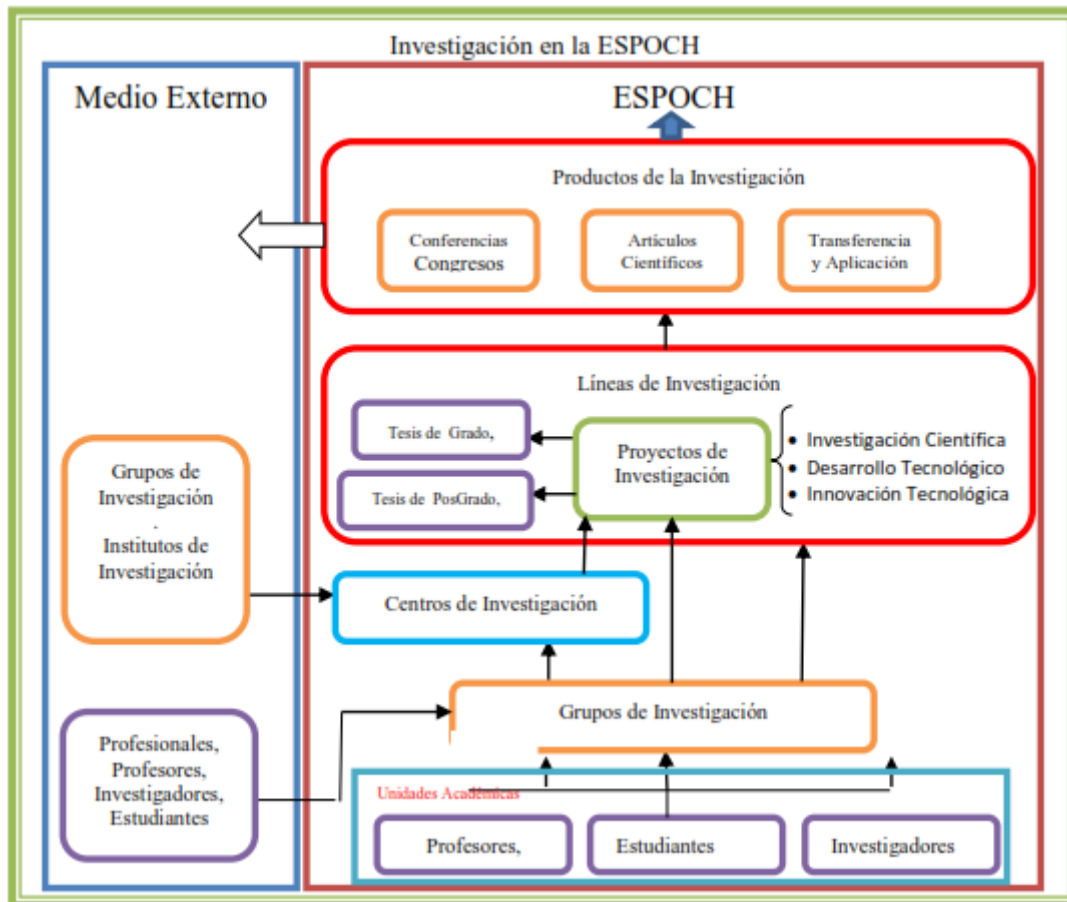 Investigación en la ESPOCH
Medio Externo
ESPOCH
Productos de la Investigación
Conferencias
Congresos
Artículos
Científicos
Transferencia
y Aplicación
Líneas de Investigación
Tesis de Grado,
Tesis de PosGrado,
Proyectos de
Investigación
• Investigación Científica
• Desarrollo Tecnológico
• Innovación Tecnológica
Grupos de
Investigación
.
Institutos de
Investigación
Centros de Investigación
Grupos de Investigación
Profesionales,
Profesores,
Investigadores,
Estudiantes
Unidades Académicas
Profesores,
Estudiantes
Investigadores